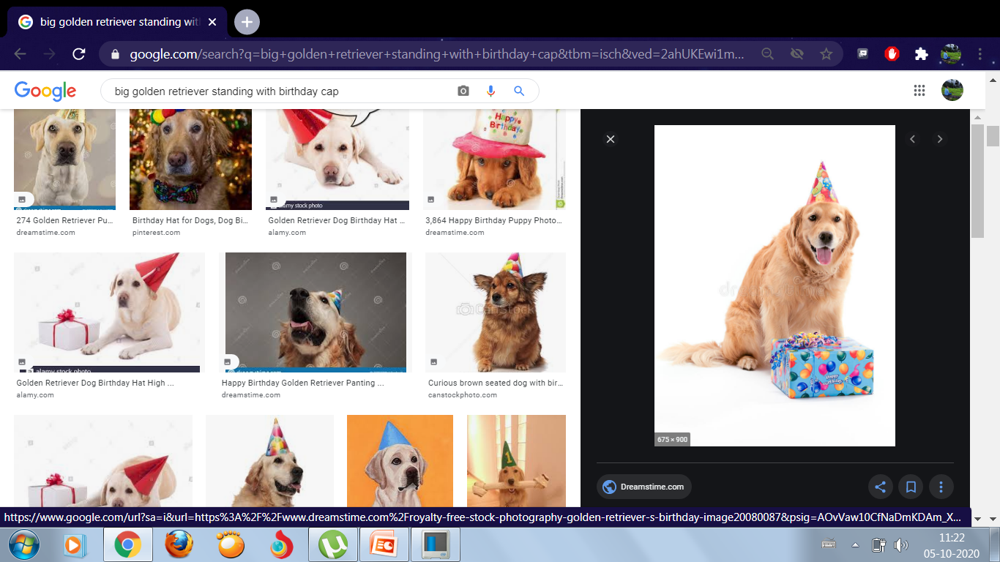 big golden retriever standing with
google.com/search?q=big+golden+retriever+standing+with+birthday+cap&tbm=isch&ved=2ahUKEwi1m...
Google
big golden retriever standing with birthday cap
Happy
Birthday
alamy stock photo
274 Golden Retriever Pu...
dreamstime.com
Birthday Hat for Dogs, Dog Bi...
pinterest.com
Golden Retriever Dog Birthday Hat ...
alamy.com
3,864 Happy Birthday Puppy Photo...
dreamstime.com
CanStock
alamy stock photo
dreamstime.com
Golden Retriever Dog Birthday Hat High ...
alamy.com
Happy Birthday Golden Retriever Panting ...
dreamstime.com
Curious brown seated dog with bir...
canstockphoto.com
1
675 × 900
Dreamstime.com
https://www.google.com/url?sa=i&url=https%3A%2F%2Fwww.dreamstime.com%2Froyalty-free-stock-photography-golden-retriever-s-birthday-image20080087&psig=AOvVaw10CfNaDmKDAm_X...
11:22
05-10-2020